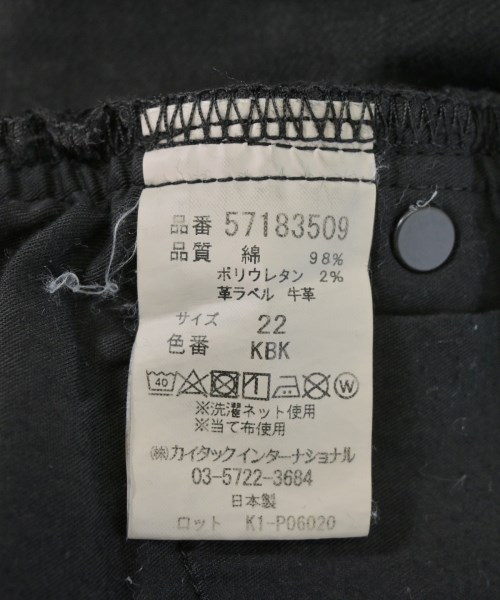 品番 57183509
品質 綿 98%
ポリウレタン 2%
革ラベル 牛革
サイズ 22
色番 KBK
40 W
※洗濯ネット使用
※当て布使用
㈱カイタックインターナショナル
03-5722-3684
日本製
ロット K1-P06020